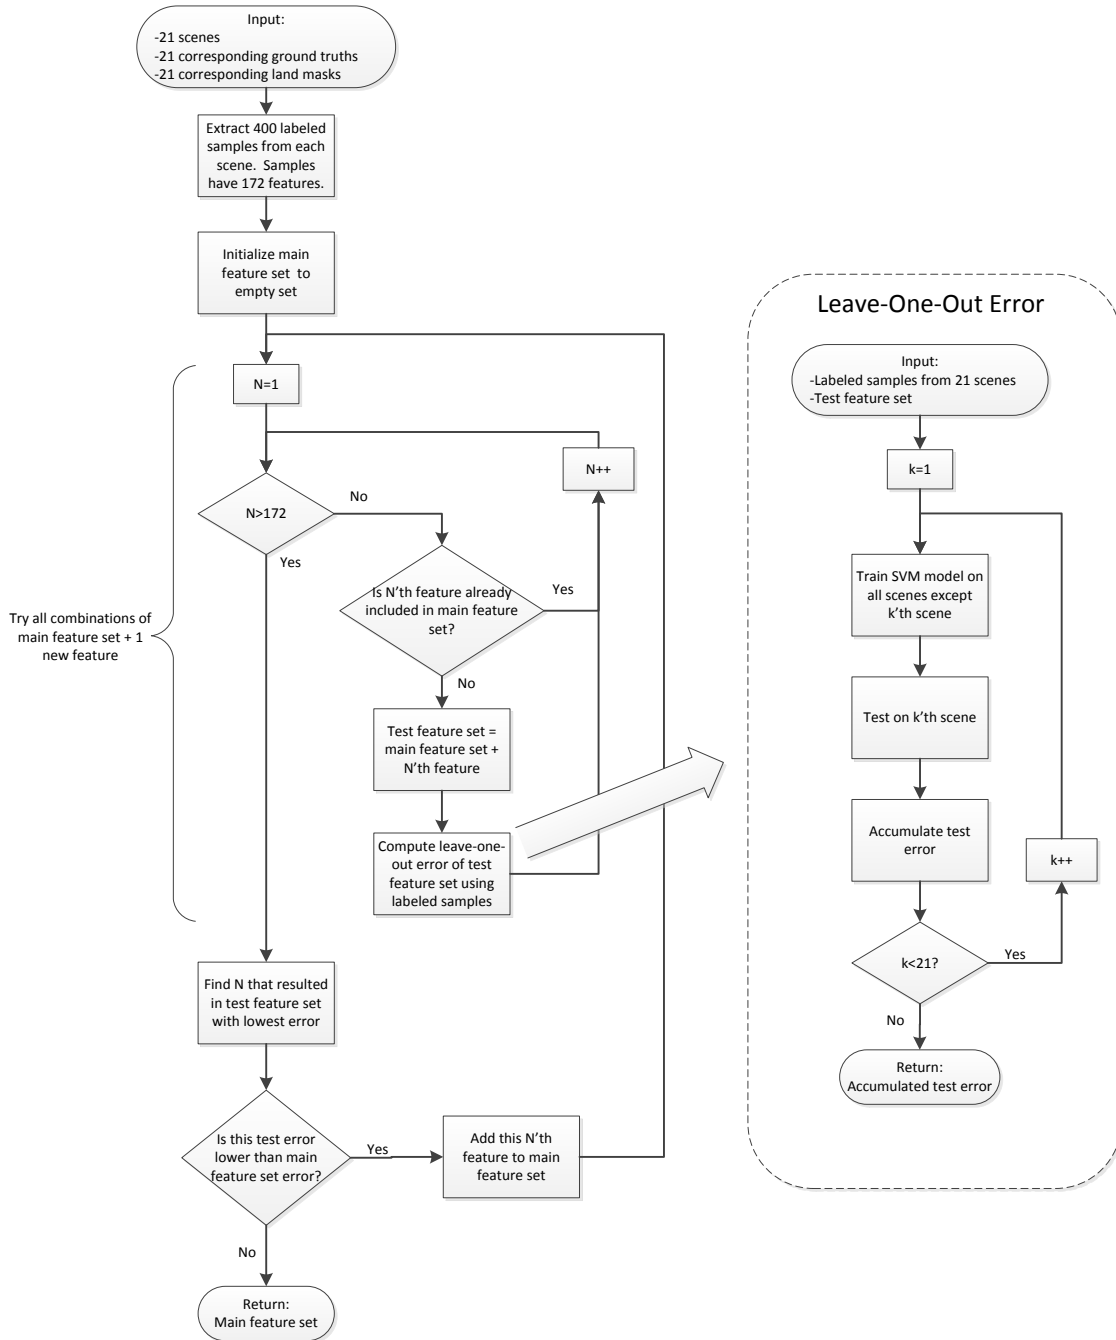 Input:
-21 scenes
-21 corresponding ground truths
-21 corresponding land masks
Extract 400 labeled
samples from each
scene.  Samples
have 172 features.
Initialize main
feature set  to
empty set
N=1
N++
N>172
No
Yes
Is N'th feature already
included in main feature
set?
Yes
No
Try all combinations of
main feature set + 1
new feature
Test feature set =
main feature set +
N'th feature
Compute leave-one-
out error of test
feature set using
labeled samples
Find N that resulted
in test feature set
with lowest error
Is this test error
lower than main
feature set error?
Yes
Add this N'th
feature to main
feature set
No
Return:
Main feature set
Leave-One-Out Error
Input:
-Labeled samples from 21 scenes
-Test feature set
k=1
Train SVM model on
all scenes except
k'th scene
Test on k'th scene
Accumulate test
error
k++
k<21?
Yes
No
Return:
Accumulated test error